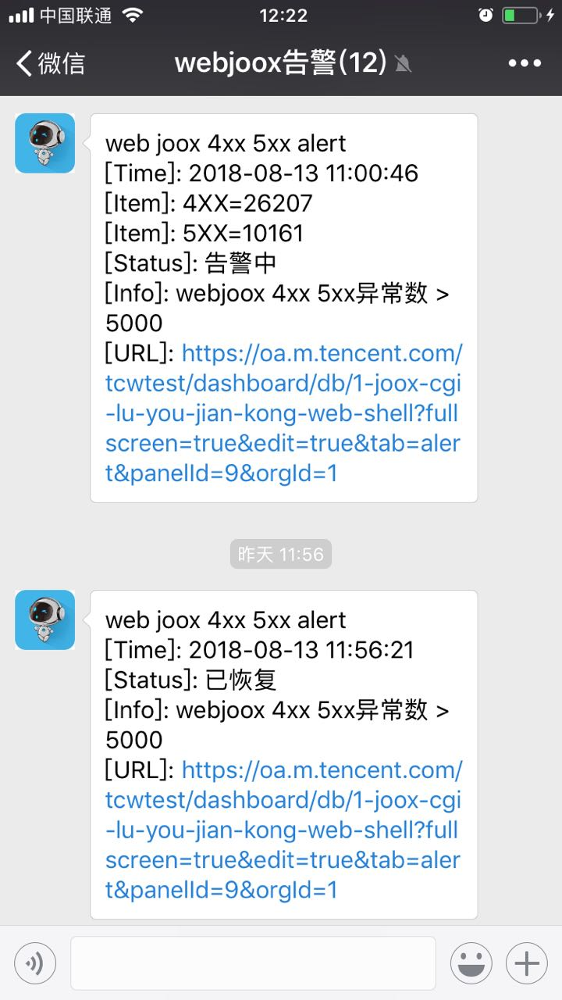 中国联通
12:22
微信
webjoox告警(12)
web joox 4xx 5xx alert
[Time]: 2018-08-13 11:00:46
[Item]: 4XX=26207
[Item]: 5XX=10161
[Status]: 告警中
[Info]: webjoox 4xx 5xx异常数 >
5000
[URL]: https://oa.m.tencent.com/
tcwtest/dashboard/db/1-joox-cgi
-lu-you-jian-kong-web-shell?full
screen=true&edit=true&tab=aler
t&panelId=9&orgId=1
昨天 11:56
web joox 4xx 5xx alert
[Time]: 2018-08-13 11:56:21
[Status]: 已恢复
[Info]: webjoox 4xx 5xx异常数 >
5000
[URL]: https://oa.m.tencent.com/
tcwtest/dashboard/db/1-joox-cgi
-lu-you-jian-kong-web-shell?full
screen=true&edit=true&tab=aler
t&panelId=9&orgId=1